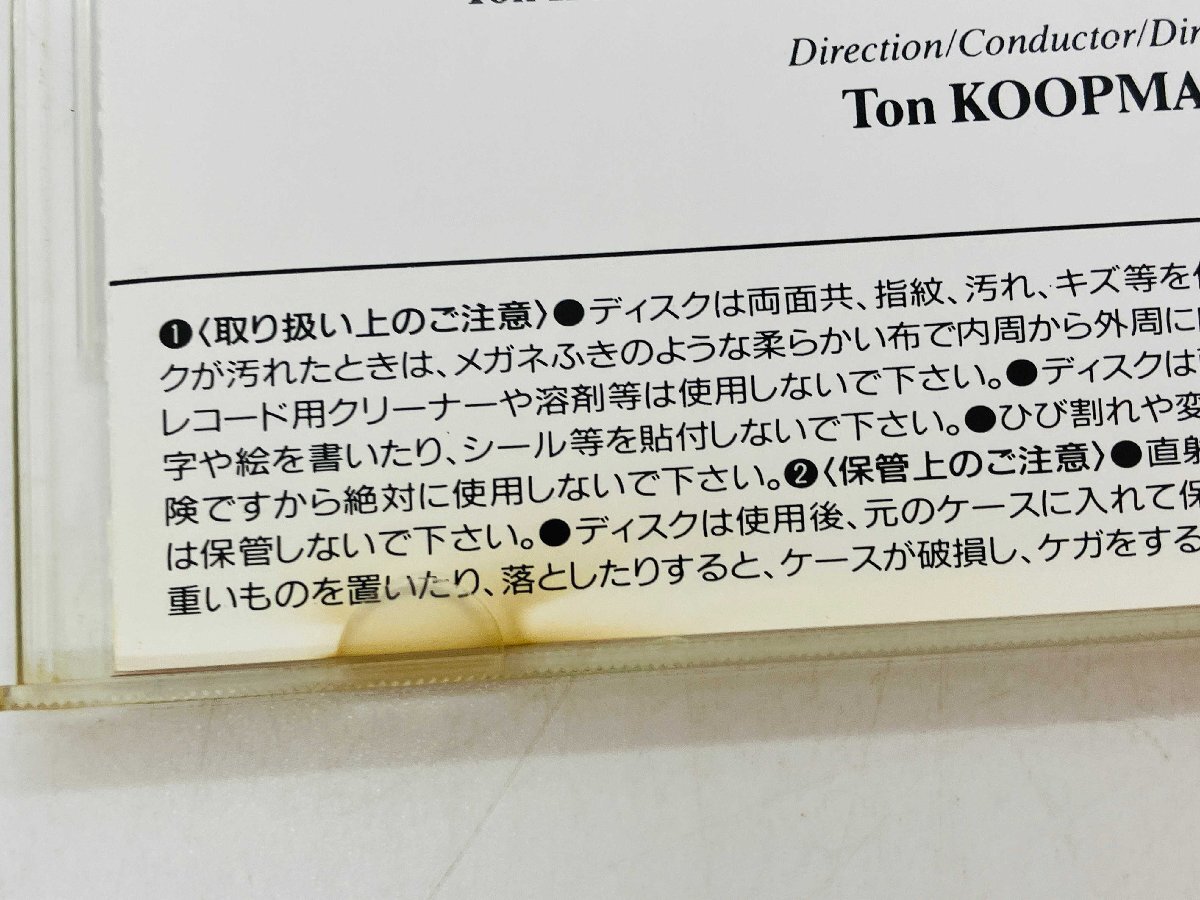 Ton
Direction/Conductor/
Ton
❶〈取り扱い上のご注意〉●ディスクは両面共、指紋、汚れ、キズ等を
クが汚れたときは、メガネふきのような柔らかい布で内周から外周に
レコード用クリーナーや溶剤等は使用しないで下さい。●ディスクは
字や絵を書いたり、シール等を貼付しないで下さい。●ひび割れや変
険ですから絶対に使用しないで下さい。❷〈保管上のご注意〉●直射
は保管しないで下さい。●ディスクは使用後、元のケースに入れて保
重いものを置いたり、落としたりすると、ケースが破損し、ケガをする